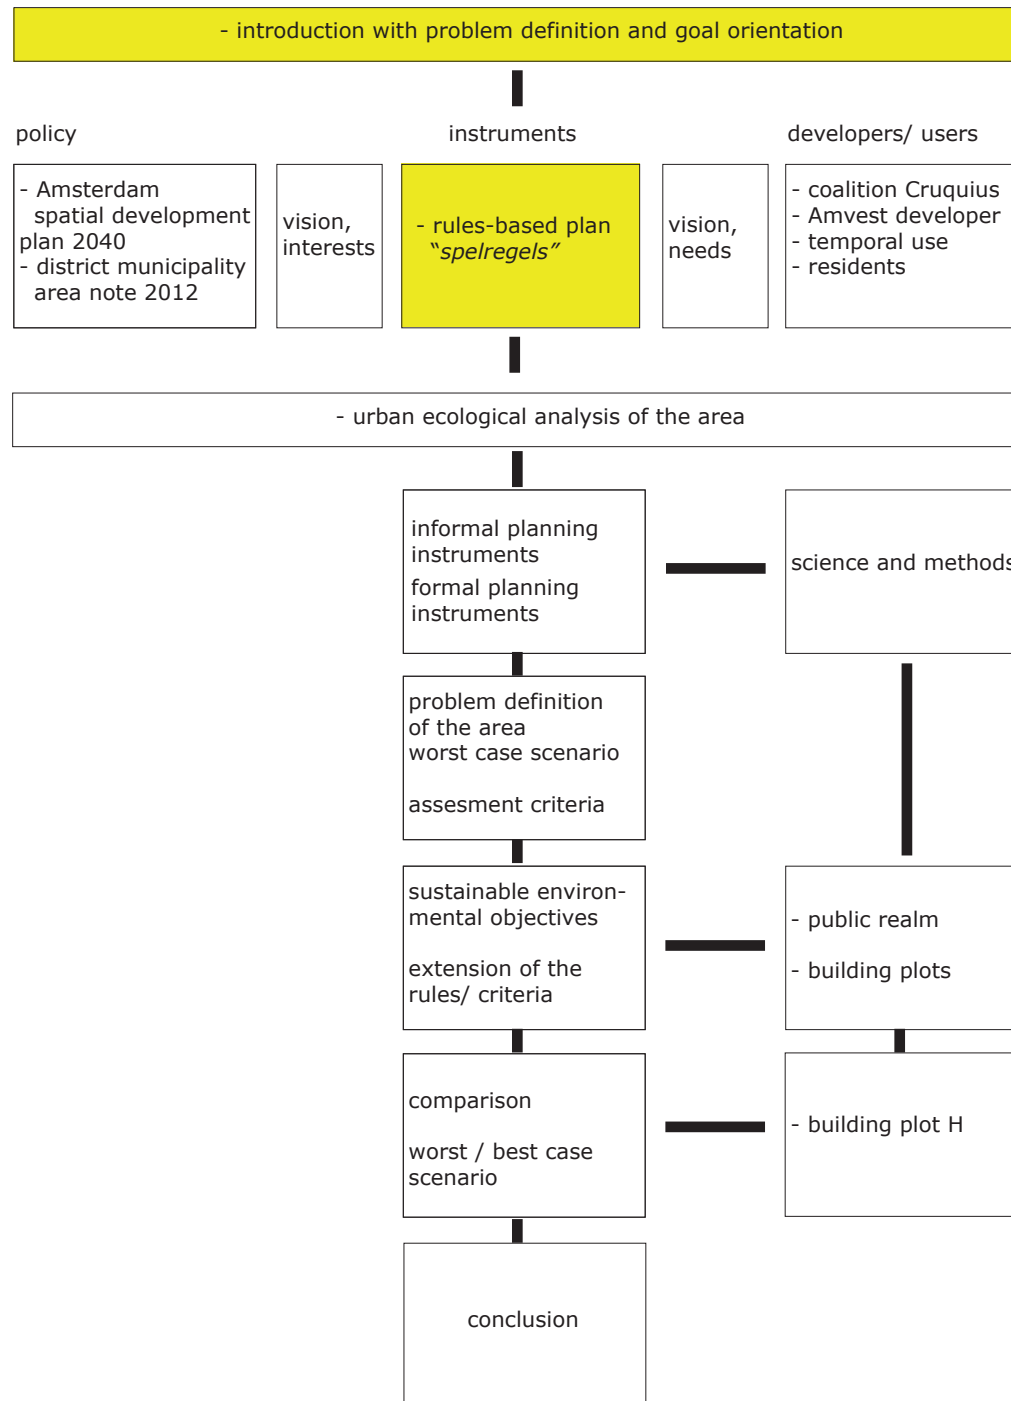 - introduction with problem definition and goal orientation
policy
instruments
developers/ users
- Amsterdam
spatial development
plan 2040
- district municipality
area note 2012
vision,
interests
- rules-based plan
“spelregels”
vision,
needs
- coalition Cruquius
- Amvest developer
- temporal use
- residents
- urban ecological analysis of the area
informal planning
instruments
formal planning
instruments
science and methods
problem definition
of the area
worst case scenario
assesment criteria
sustainable environ-
mental objectives
extension of the
rules/ criteria
- public realm
- building plots
comparison
worst / best case
scenario
- building plot H
conclusion